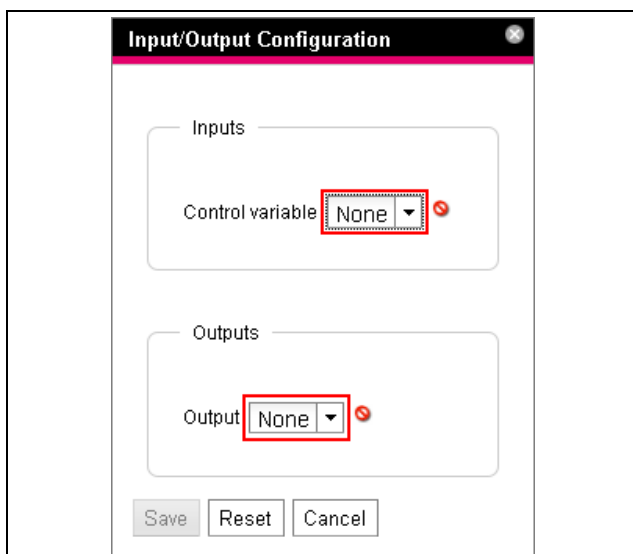 Input/Output Configuration
Inputs
Control variable None
Outputs
Output None
Save Reset Cancel